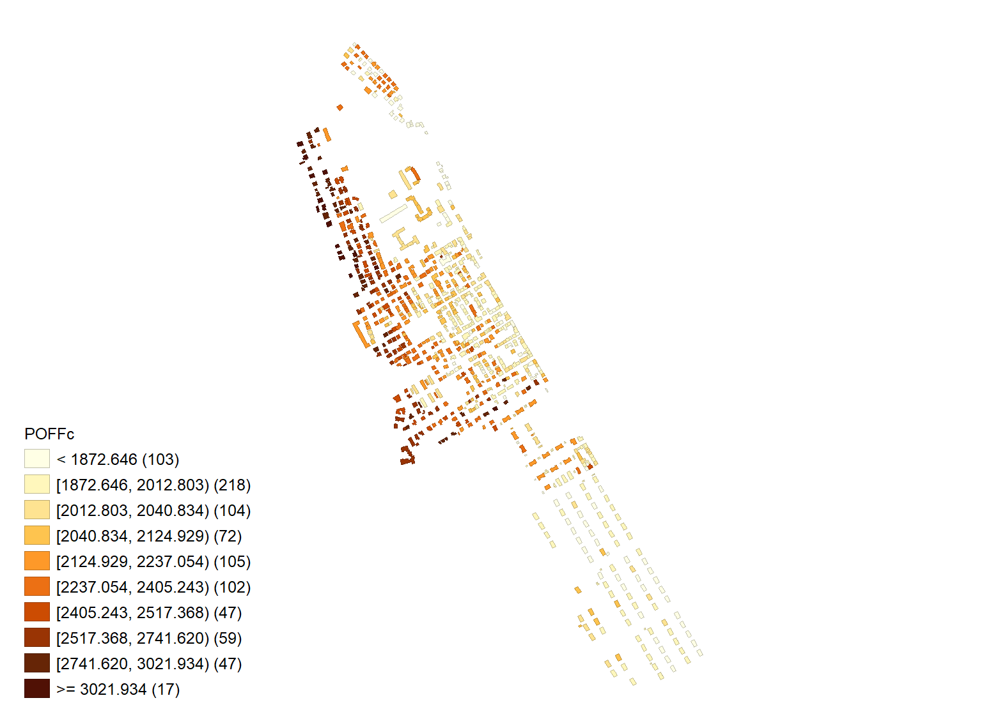 POFFc
< 1872.646 (103)
[1872.646, 2012.803) (218)
[2012.803, 2040.834) (104)
[2040.834, 2124.929) (72)
[2124.929, 2237.054) (105)
[2237.054, 2405.243) (102)
[2405.243, 2517.368) (47)
[2517.368, 2741.620) (59)
[2741.620, 3021.934) (47)
>= 3021.934 (17)